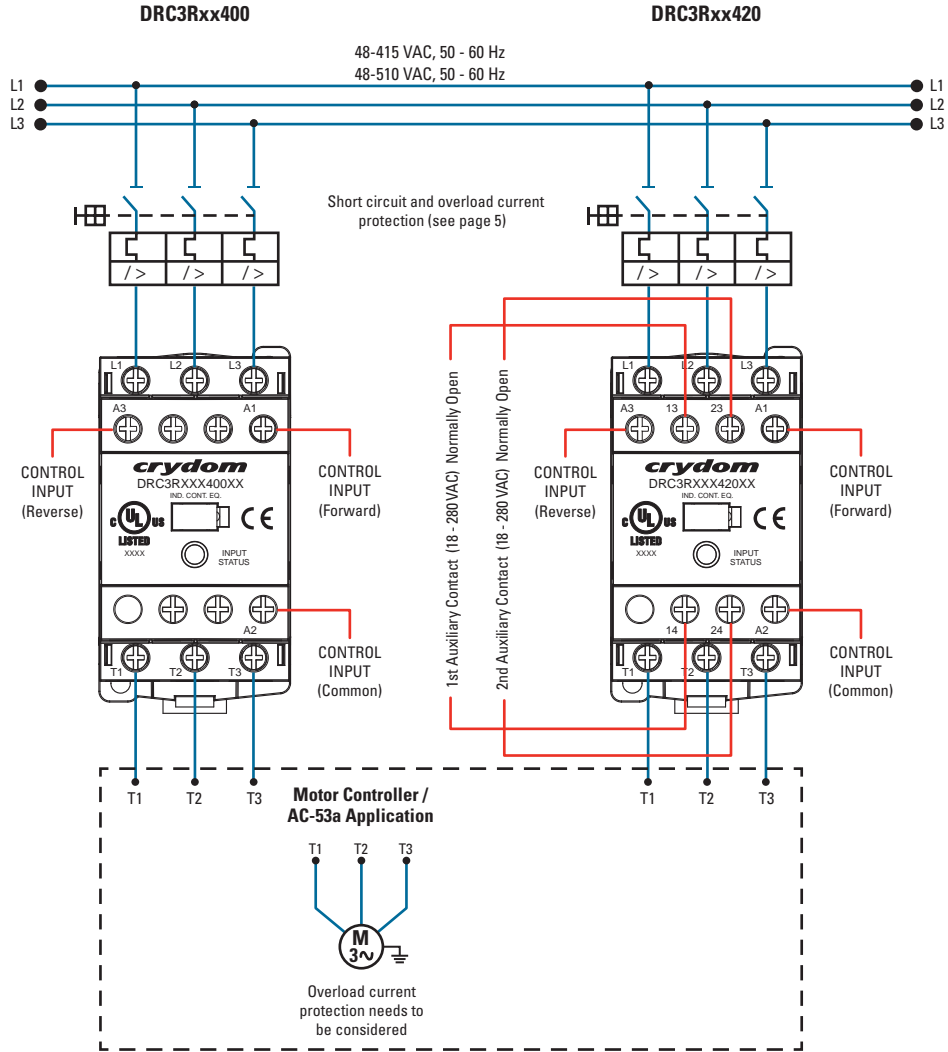 DRC3Rxx400
DRC3Rxx420
48-415 VAC, 50 - 60 Hz
48-510 VAC, 50 - 60 Hz
L1
L2
L3
L1
L2
L3
Short circuit and overload current
protection (see page 5)
/ >
/ >
/ >
/ >
/ >
/ >
L1
L2
L3
A3
A1
CONTROL
INPUT
(Reverse)
crydom
DRC3RXXX400XX
IND. CONT. EQ.
C UL US
LISTED
XXXX
CE
INPUT
STATUS
CONTROL
INPUT
(Forward)
A2
T1
T2
T3
CONTROL
INPUT
(Common)
1st Auxiliary Contact (18 - 280 VAC) Normally Open
2nd Auxiliary Contact (18 - 280 VAC) Normally Open
L1
L2
L3
A3
13
23
A1
CONTROL
INPUT
(Reverse)
crydom
DRC3RXXX420XX
IND. CONT. EQ.
C UL US
LISTED
XXXX
CE
INPUT
STATUS
CONTROL
INPUT
(Forward)
14
24
A2
T1
T2
T3
CONTROL
INPUT
(Common)
T1
T2
T3
T1
T2
T3
Motor Controller /
AC-53a Application
T1
T2
T3
M
3~
Overload current
protection needs to
be considered